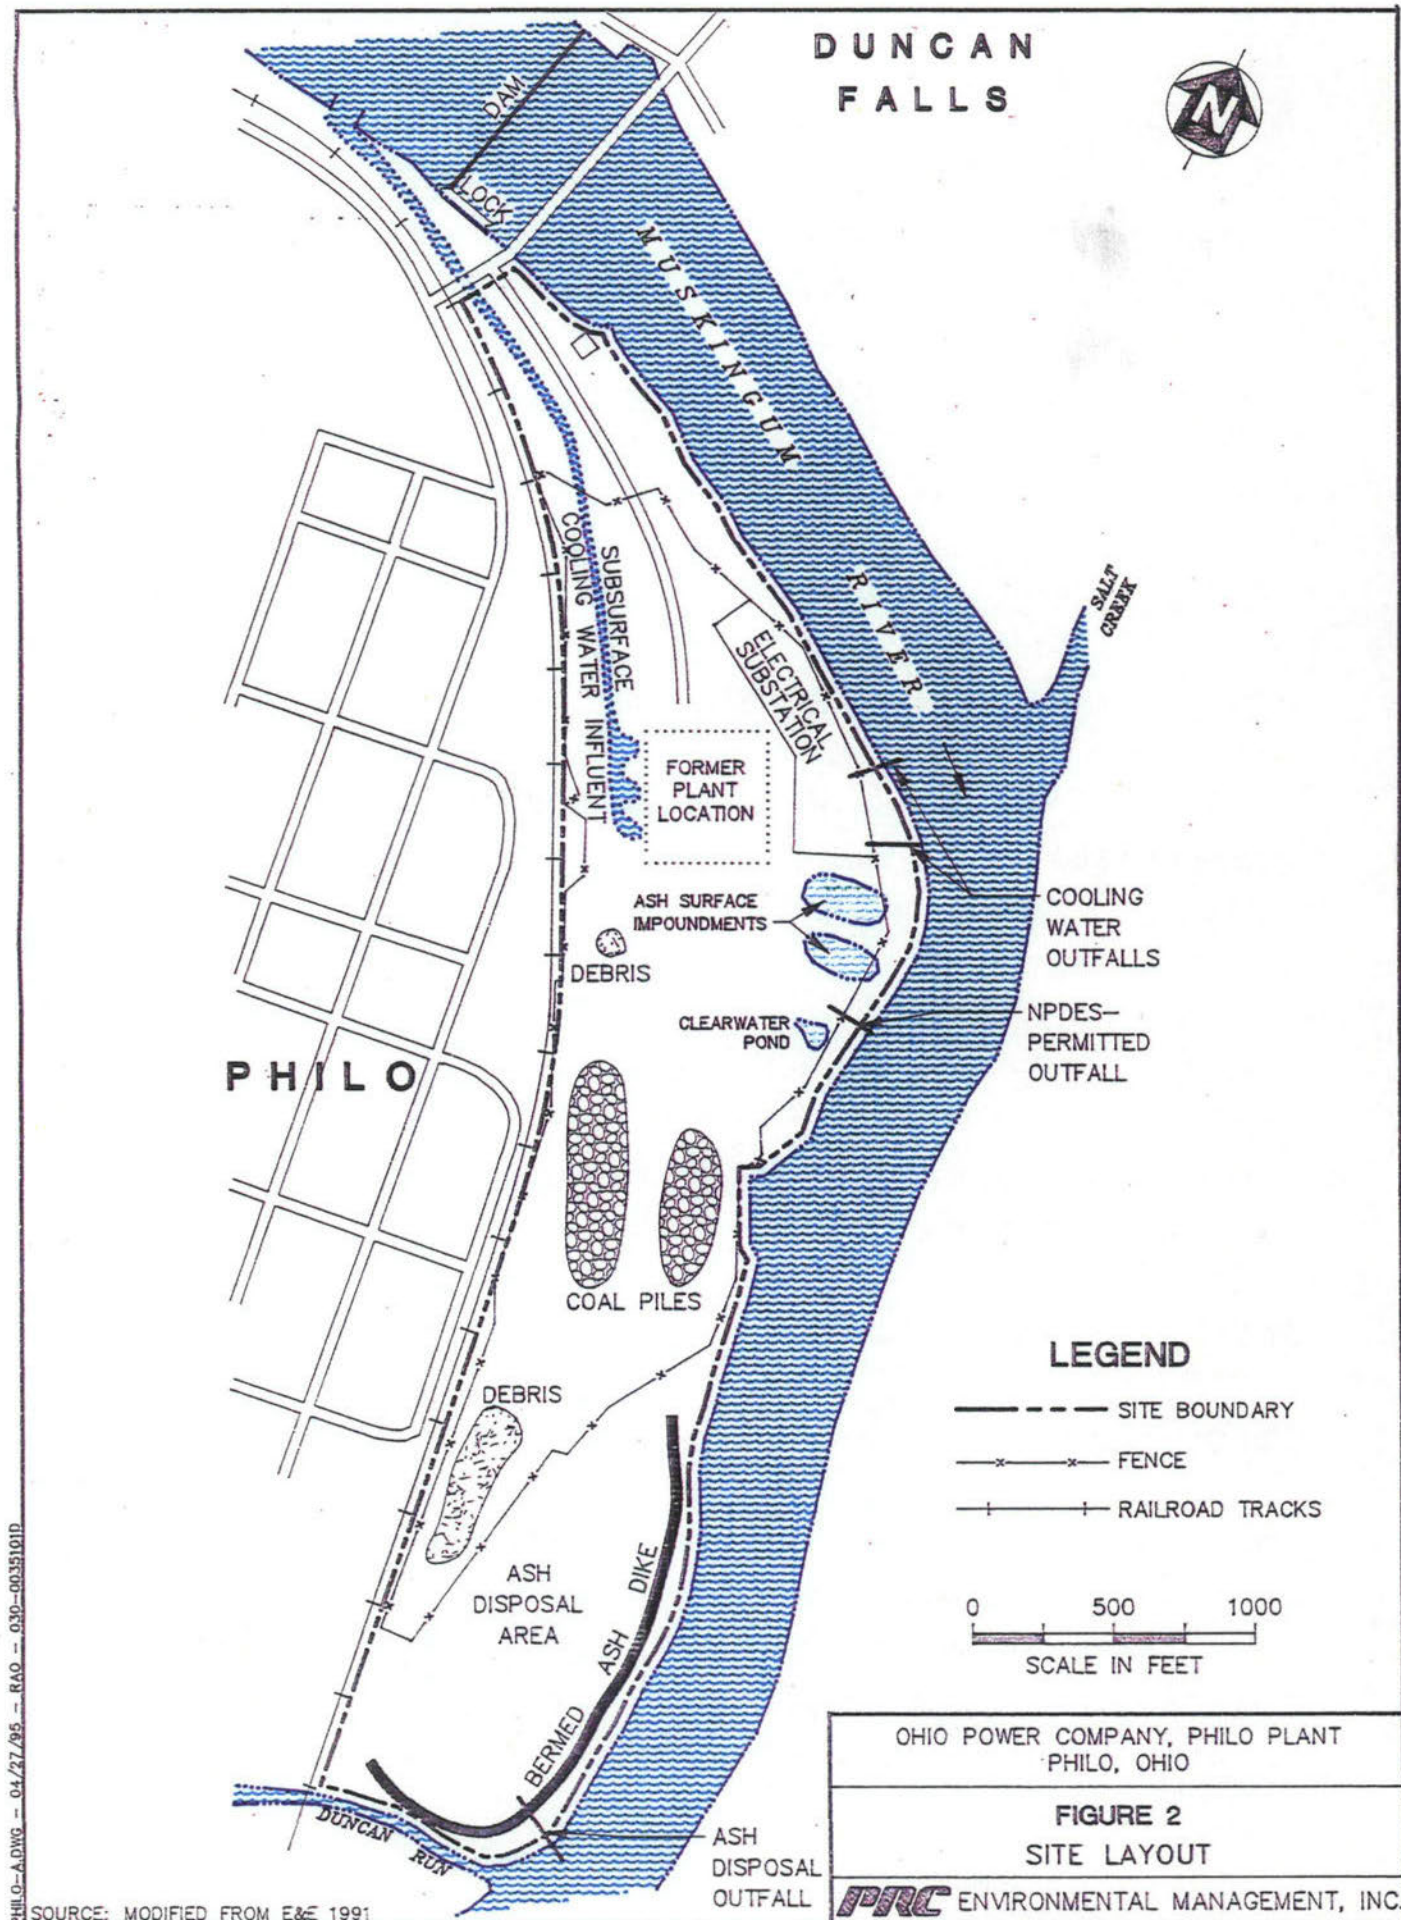 DUNCAN
FALLS
N
DAM
LOCK
MUSKINGUM
RIVER
SALT
CREEK
SUBSURFACE
COOLING WATER INFLUENT
ELECTRICAL
SUBSTATION
FORMER
PLANT
LOCATION
ASH SURFACE
IMPOUNDMENTS
COOLING
WATER
OUTFALLS
DEBRIS
CLEARWATER
POND
NPDES-
PERMITTED
OUTFALL
PHILO
COAL PILES
DEBRIS
ASH
DISPOSAL
AREA
BERMED ASH DIKE
DUNCAN
RUN
ASH
DISPOSAL
OUTFALL
LEGEND
SITE BOUNDARY
FENCE
RAILROAD TRACKS
0 500 1000
SCALE IN FEET
OHIO POWER COMPANY, PHILO PLANT
PHILO, OHIO
FIGURE 2
SITE LAYOUT
PRC ENVIRONMENTAL MANAGEMENT, INC.
SOURCE: MODIFIED FROM E&E 1991
PHILO-A.DWG - 04/27/95 - RAO - 030-0035101D